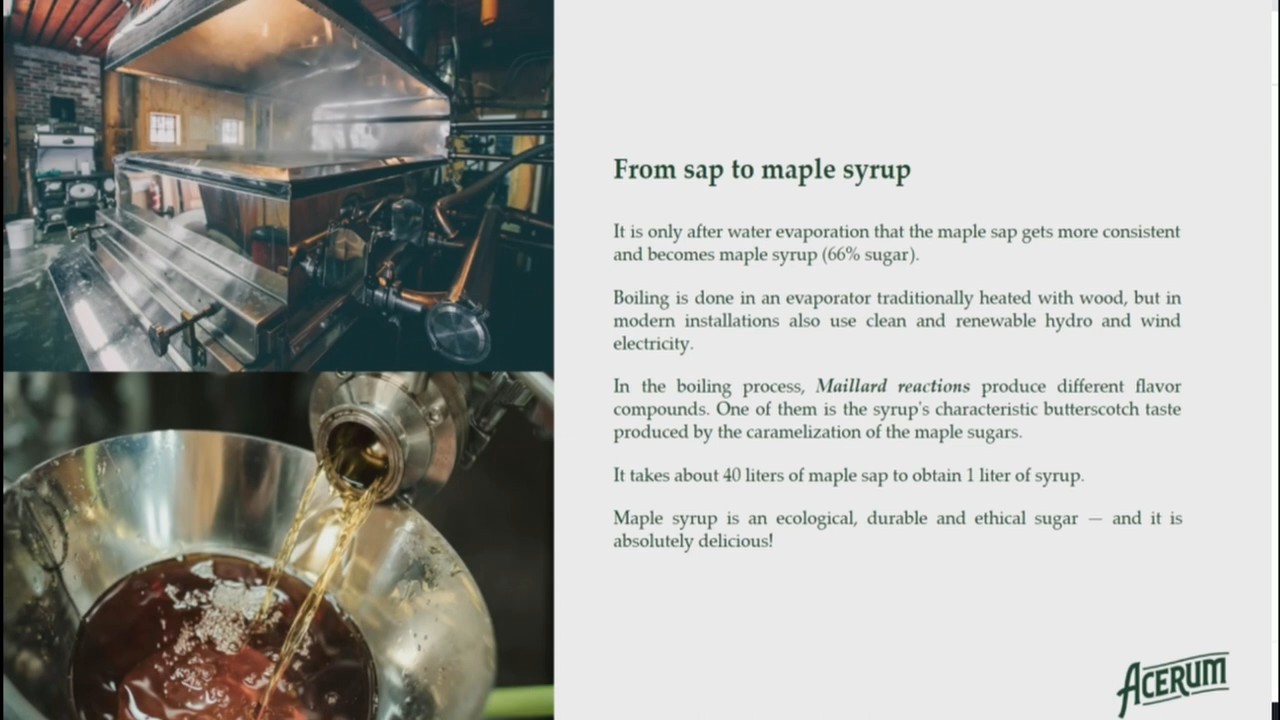 From sap to maple syrup
It is only after water evaporation that the maple sap gets more consistent
and becomes maple syrup (66% sugar).
Boiling is done in an evaporator traditionally heated with wood, but in
modern installations also use clean and renewable hydro and wind
electricity.
In the boiling process, Maillard reactions produce different flavor
compounds. One of them is the syrup's characteristic butterscotch taste
produced by the caramelization of the maple sugars.
It takes about 40 liters of maple sap to obtain 1 liter of syrup.
Maple syrup is an ecological, durable and ethical sugar — and it is
absolutely delicious!
ACERUM